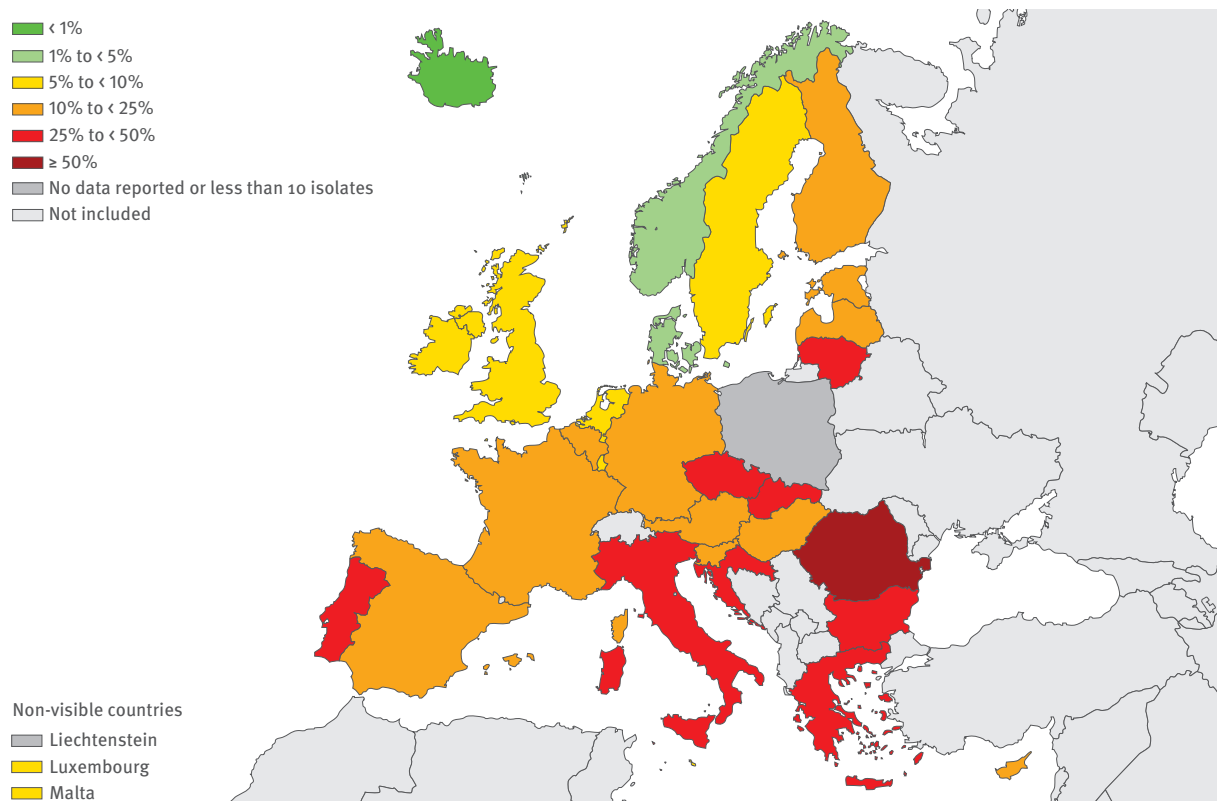 < 1%
1% to < 5%
5% to < 10%
10% to < 25%
25% to < 50%
≥ 50%
No data reported or less than 10 isolates
Not included
Non-visible countries
Liechtenstein
Luxembourg
Malta